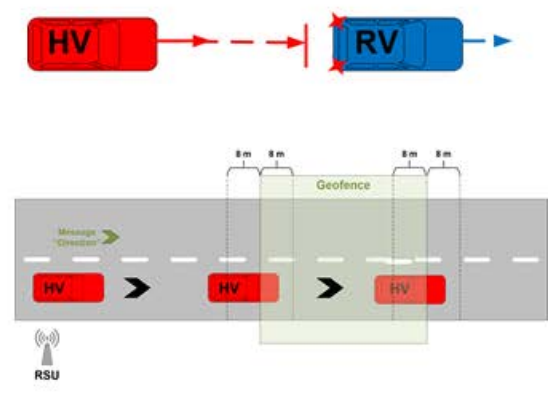 HV
RV
8 m 8 m 8 m 8 m
Geofence
Message
"Direction"
HV HV HV
RSU